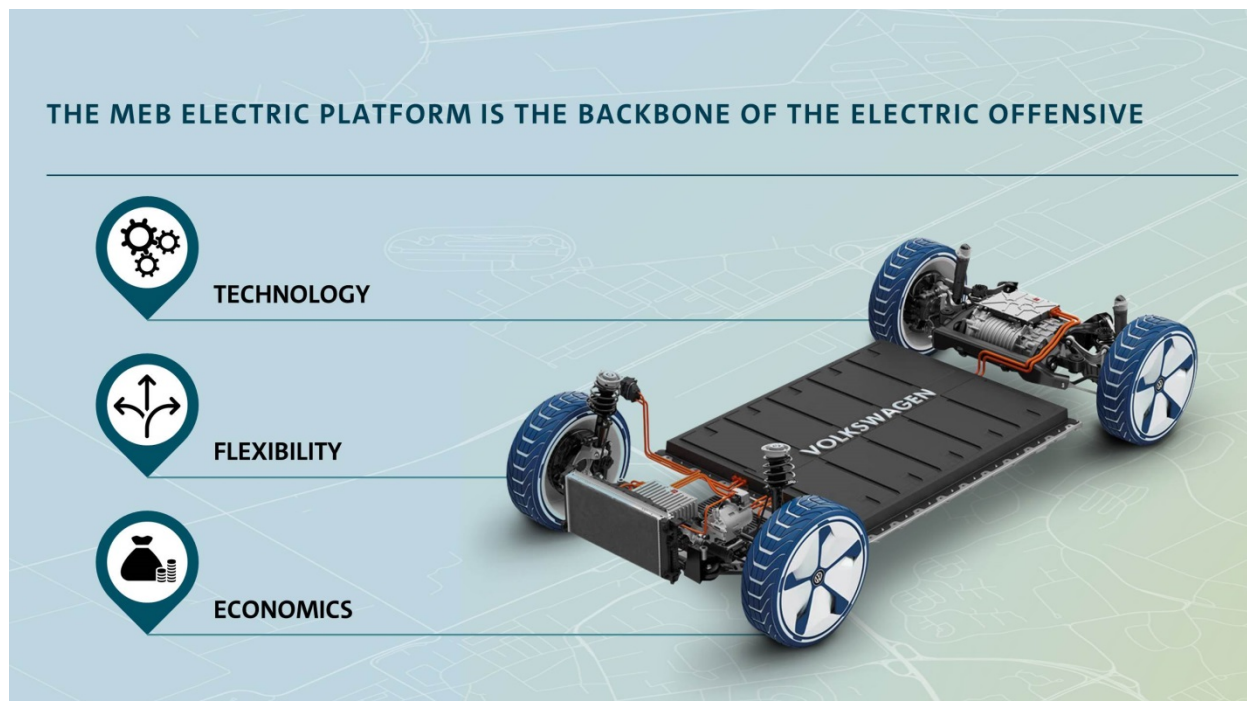 THE MEB ELECTRIC PLATFORM IS THE BACKBONE OF THE ELECTRIC OFFENSIVE
TECHNOLOGY
FLEXIBILITY
ECONOMICS
VOLKSWAGEN